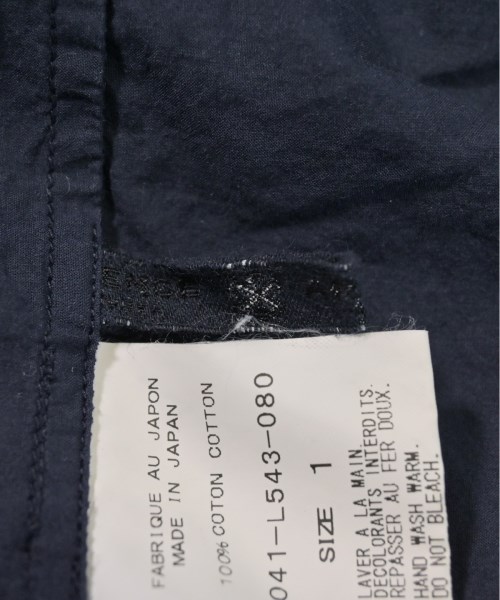 FABRIQUE AU JAPON
MADE IN JAPAN
100% COTON COTTON
041-L543-080
SIZE 1
LAVER A LA MAIN
DECOLORANTS INTERDITS.
REPASSER AU FER DOUX.
HAND WASH WARM.
DO NOT BLEACH.